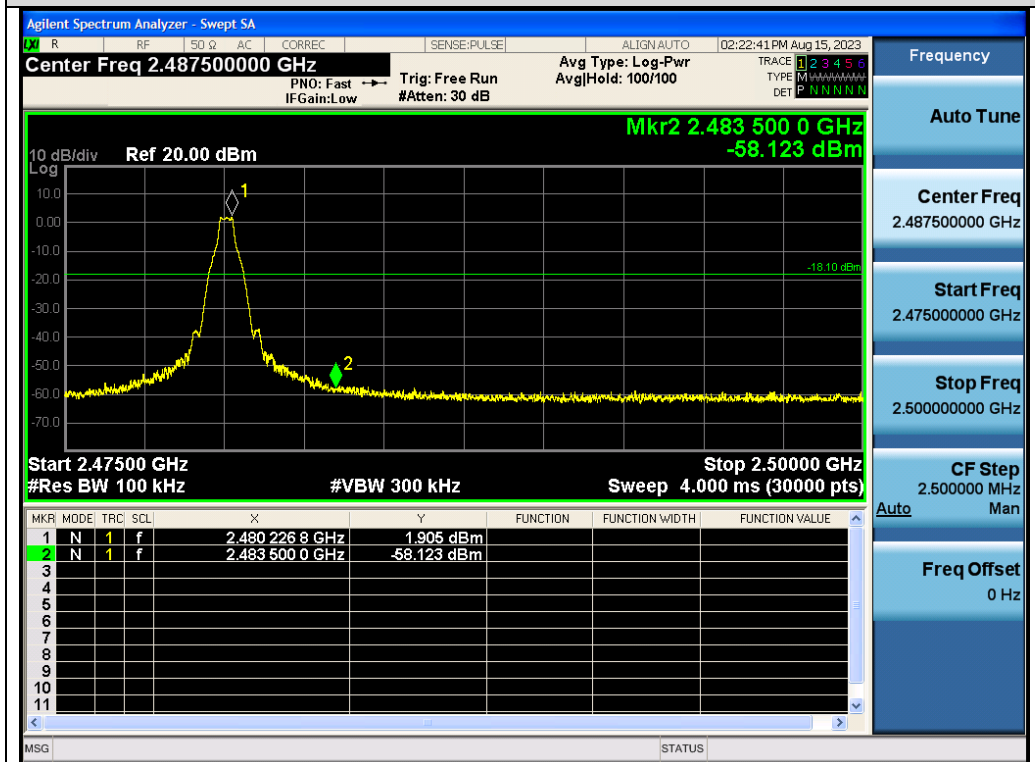 Agilent Spectrum Analyzer - Swept SA
LXI R RF 50 Ω AC CORREC SENSE:PULSE ALIGN AUTO 02:22:41 PM Aug 15, 2023
Center Freq 2.487500000 GHz
PNO: Fast
IFGain:Low
Trig: Free Run
#Atten: 30 dB
Avg Type: Log-Pwr
Avg|Hold: 100/100
TRACE 1 2 3 4 5 6
TYPE M
DET P N N N N N
Mkr2 2.483 500 0 GHz
-58.123 dBm
10 dB/div Ref 20.00 dBm
Log
10.0
0.00
-10.0
-20.0
-30.0
-40.0
-50.0
-60.0
-70.0
1
2
-18.10 dBm
Start 2.47500 GHz Stop 2.50000 GHz
#Res BW 100 kHz #VBW 300 kHz Sweep 4.000 ms (30000 pts)
MKR MODE TRC SCL X Y FUNCTION FUNCTION WIDTH FUNCTION VALUE
1 N 1 f 2.480 226 8 GHz 1.905 dBm
2 N 1 f 2.483 500 0 GHz -58.123 dBm
3
4
5
6
7
8
9
10
11
MSG STATUS
Frequency
Auto Tune
Center Freq
2.487500000 GHz
Start Freq
2.475000000 GHz
Stop Freq
2.500000000 GHz
CF Step
2.500000 MHz
Auto Man
Freq Offset
0 Hz